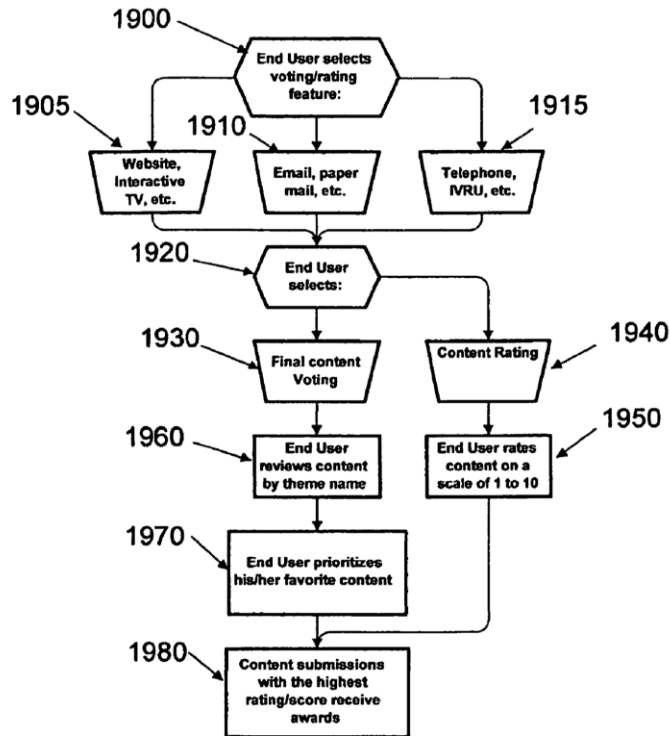 1900
End User selects
voting/rating
feature:
1905
1910
1915
Website,
Interactive
TV, etc.
Email, paper
mail, etc.
Telephone,
IVRU, etc.
1920
End User
selects:
1930
1940
Final content
Voting
Content Rating
1960
1950
End User
reviews content
by theme name
End User rates
content on a
scale of 1 to 10
1970
End User prioritizes
his/her favorite content
1980
Content submissions
with the highest
rating/score receive
awards